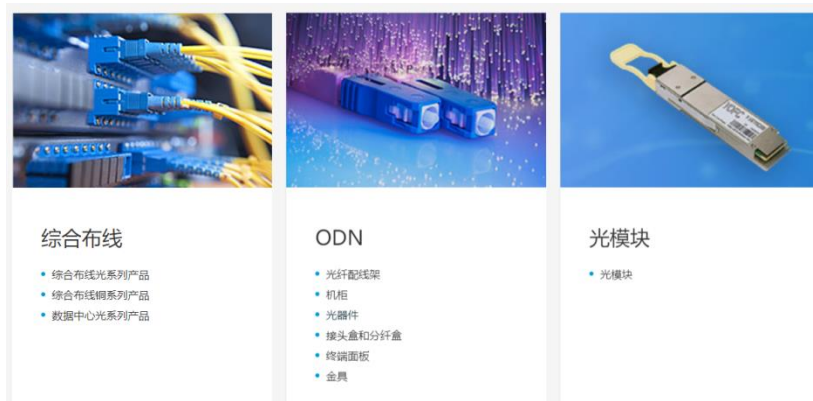 综合布线
综合布线光系列产品
综合布线铜系列产品
数据中心光系列产品
ODN
光纤配线架
机柜
光器件
接头盒和分纤盒
终端面板
金具
光模块
光模块